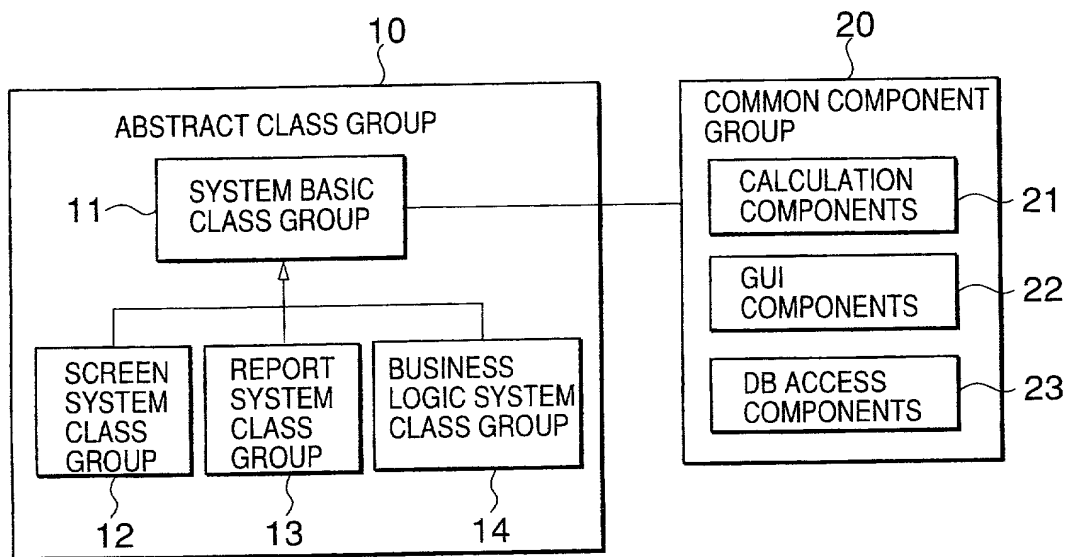 10
20
ABSTRACT CLASS GROUP
COMMON COMPONENT
GROUP
11
SYSTEM BASIC
CLASS GROUP
CALCULATION
COMPONENTS
21
GUI
COMPONENTS
22
SCREEN
SYSTEM
CLASS
GROUP
REPORT
SYSTEM
CLASS
GROUP
BUSINESS
LOGIC SYSTEM
CLASS GROUP
DB ACCESS
COMPONENTS
23
12
13
14